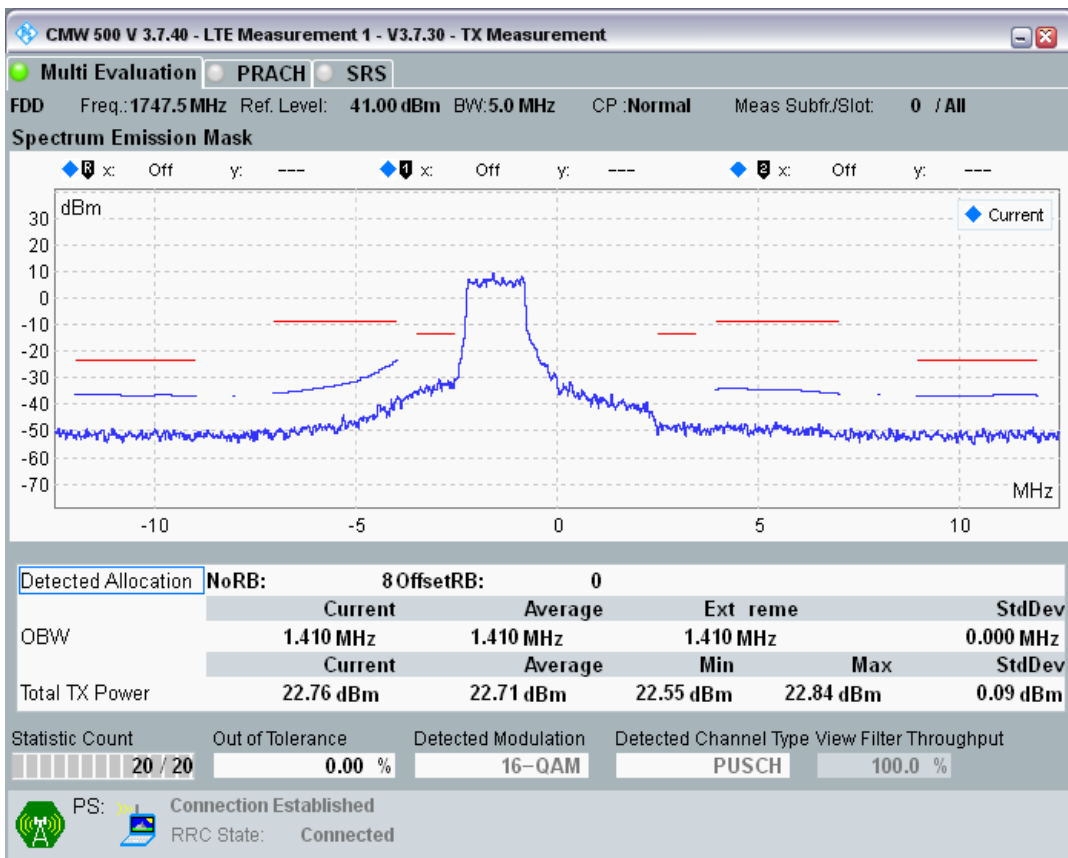 CMW 500 V 3.7.40 - LTE Measurement 1 - V3.7.30 - TX Measurement
Multi Evaluation PRACH SRS
FDD Freq.:1747.5 MHz Ref. Level: 41.00 dBm BW:5.0 MHz CP :Normal Meas Subfr./Slot: 0 / All
Spectrum Emission Mask
R x: Off y: --- 1 x: Off y: --- 2 x: Off y: ---
dBm
Current
30
20
10
0
-10
-20
-30
-40
-50
-60
-70
MHz
-10 -5 0 5 10
Detected Allocation NoRB: 8 OffsetRB: 0
Current Average Ext reme StdDev
OBW 1.410 MHz 1.410 MHz 1.410 MHz 0.000 MHz
Current Average Min Max StdDev
Total TX Power 22.76 dBm 22.71 dBm 22.55 dBm 22.84 dBm 0.09 dBm
Statistic Count Out of Tolerance Detected Modulation Detected Channel Type View Filter Throughput
20 / 20 0.00 % 16-QAM PUSCH 100.0 %
PS: Connection Established
RRC State: Connected